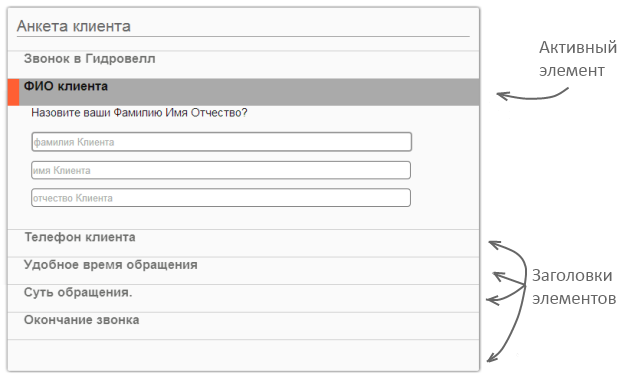 Анкета клиента
Звонок в Гидровелл
ФИО клиента
Назовите ваши Фамилию Имя Отчество?
фамилия Клиента
имя Клиента
отчество Клиента
Телефон клиента
Удобное время обращения
Суть обращения.
Окончание звонка
Активный
элемент
Заголовки
элементов